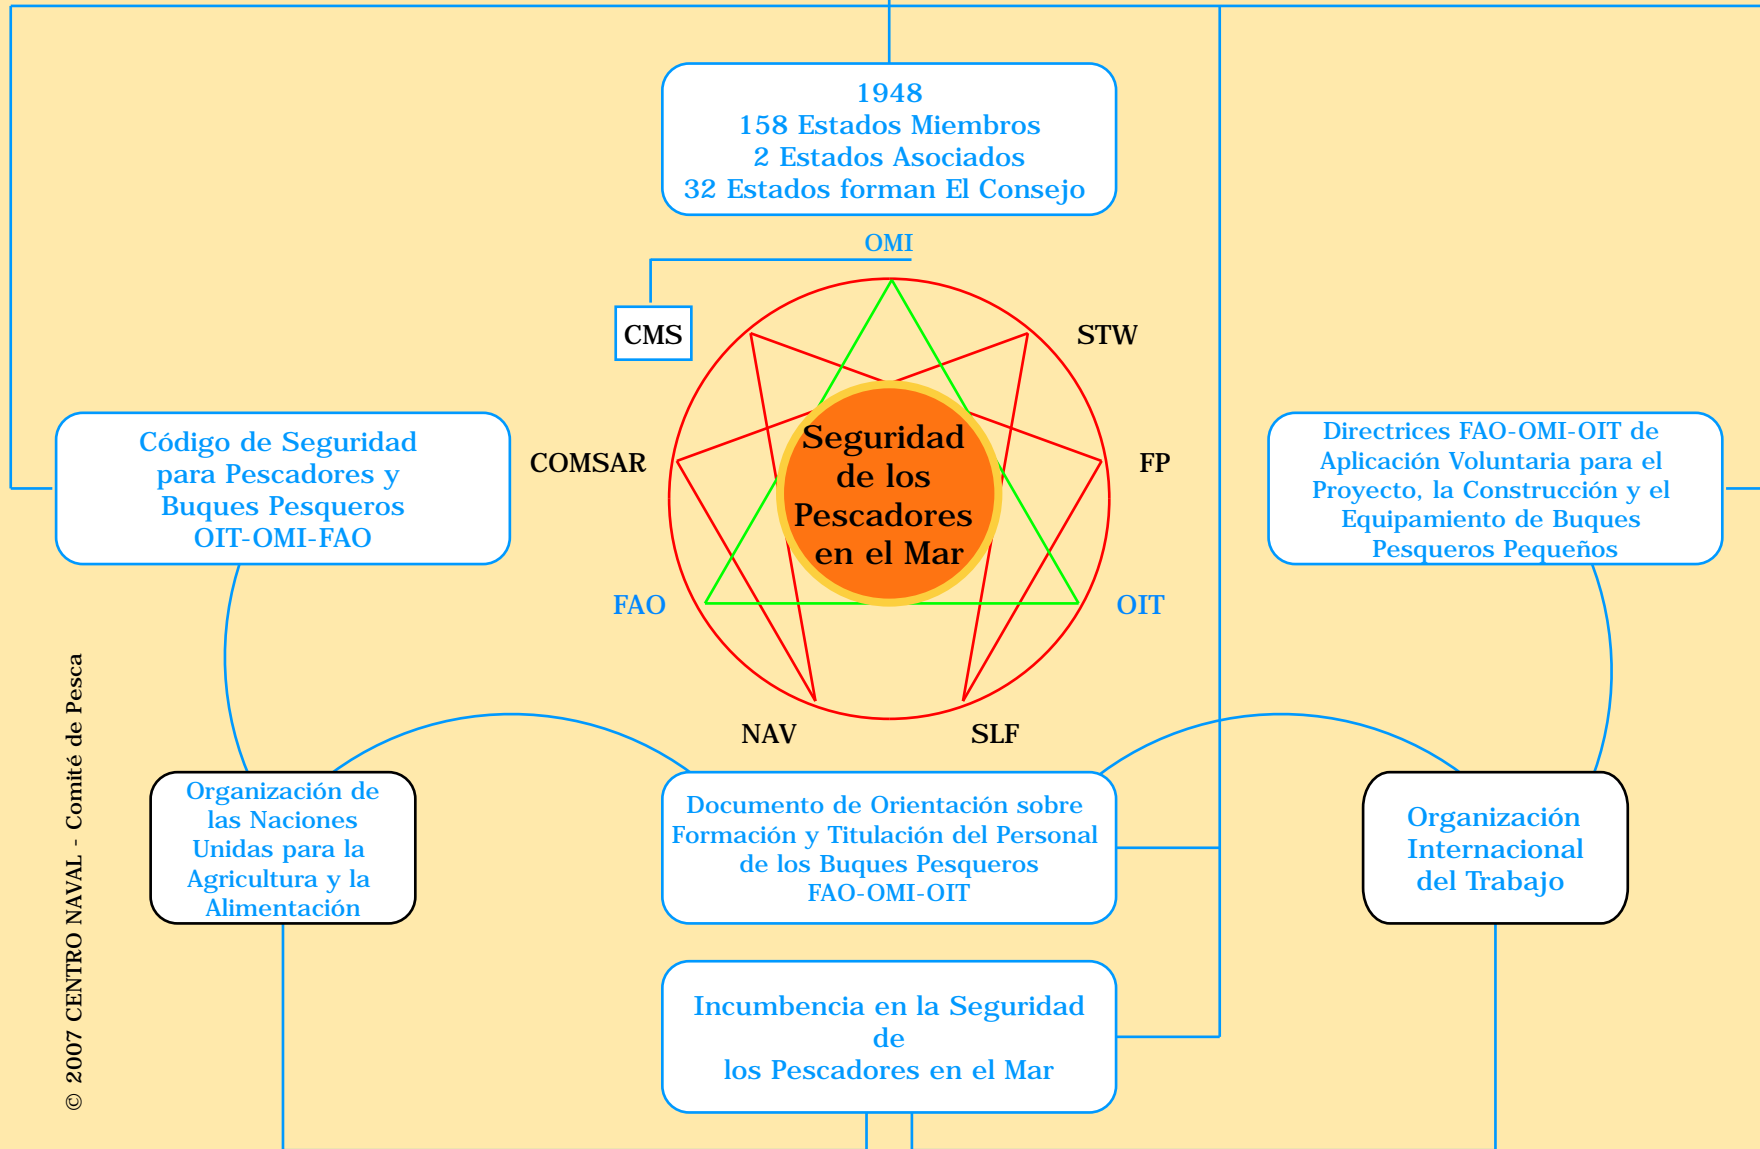 1948
158 Estados Miembros
2 Estados Asociados
32 Estados forman El Consejo
OMI
CMS
STW
COMSAR
FP
Seguridad
de los
Pescadores
en el Mar
FAO
OIT
NAV
SLF
Código de Seguridad
para Pescadores y
Buques Pesqueros
OIT-OMI-FAO
Directrices FAO-OMI-OIT de
Aplicación Voluntaria para el
Proyecto, la Construcción y el
Equipamiento de Buques
Pesqueros Pequeños
Organización de
las Naciones
Unidas para la
Agricultura y la
Alimentación
Documento de Orientación sobre
Formación y Titulación del Personal
de los Buques Pesqueros
FAO-OMI-OIT
Organización
Internacional
del Trabajo
Incumbencia en la Seguridad
de
los Pescadores en el Mar
© 2007 CENTRO NAVAL - Comité de Pesca